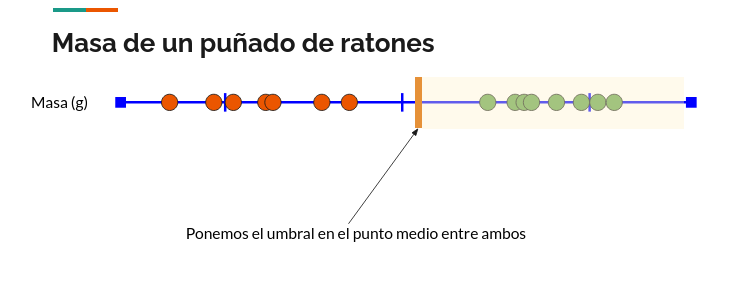 Masa de un puñado de ratones
Masa (g)
Ponemos el umbral en el punto medio entre ambos